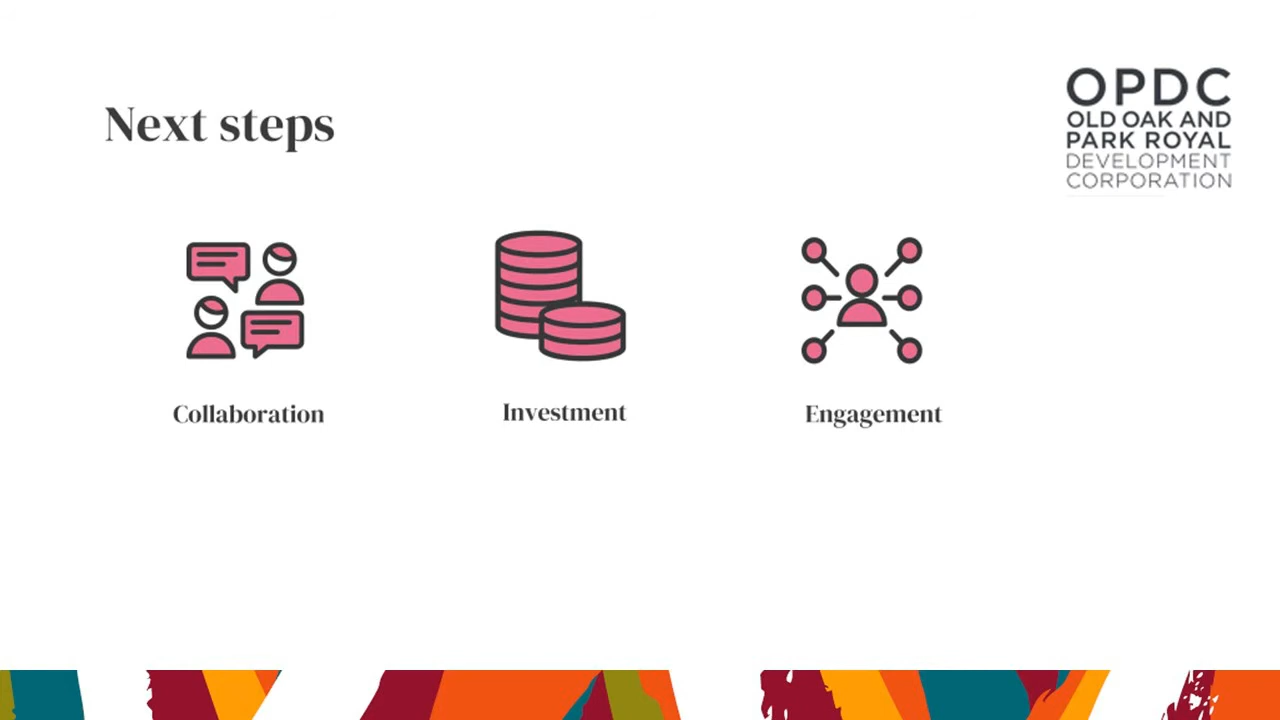 Next steps
OPDC
OLD OAK AND
PARK ROYAL
DEVELOPMENT
CORPORATION
Collaboration
Investment
Engagement